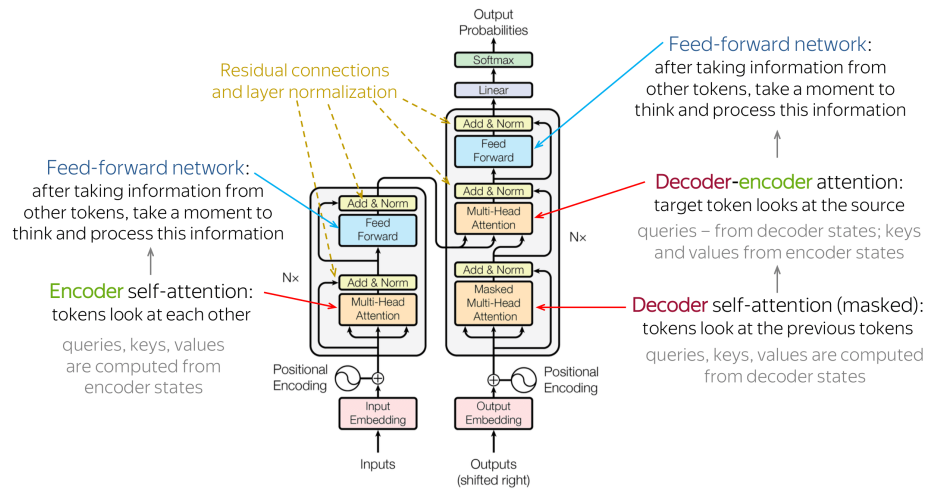 Output
Probabilities
Softmax
Linear
Add & Norm
Feed
Forward
Add & Norm
Multi-Head
Attention
Add & Norm
Masked
Multi-Head
Attention
Nx
Positional
Encoding
Output
Embedding
Outputs
(shifted right)
Add & Norm
Feed
Forward
Add & Norm
Multi-Head
Attention
Nx
Positional
Encoding
Input
Embedding
Inputs
Residual connections
and layer normalization
Feed-forward network:
after taking information from
other tokens, take a moment to
think and process this information
Encoder self-attention:
tokens look at each other
queries, keys, values
are computed from
encoder states
Feed-forward network:
after taking information from
other tokens, take a moment to
think and process this information
Decoder-encoder attention:
target token looks at the source
queries – from decoder states; keys
and values from encoder states
Decoder self-attention (masked):
tokens look at the previous tokens
queries, keys, values are computed
from decoder states